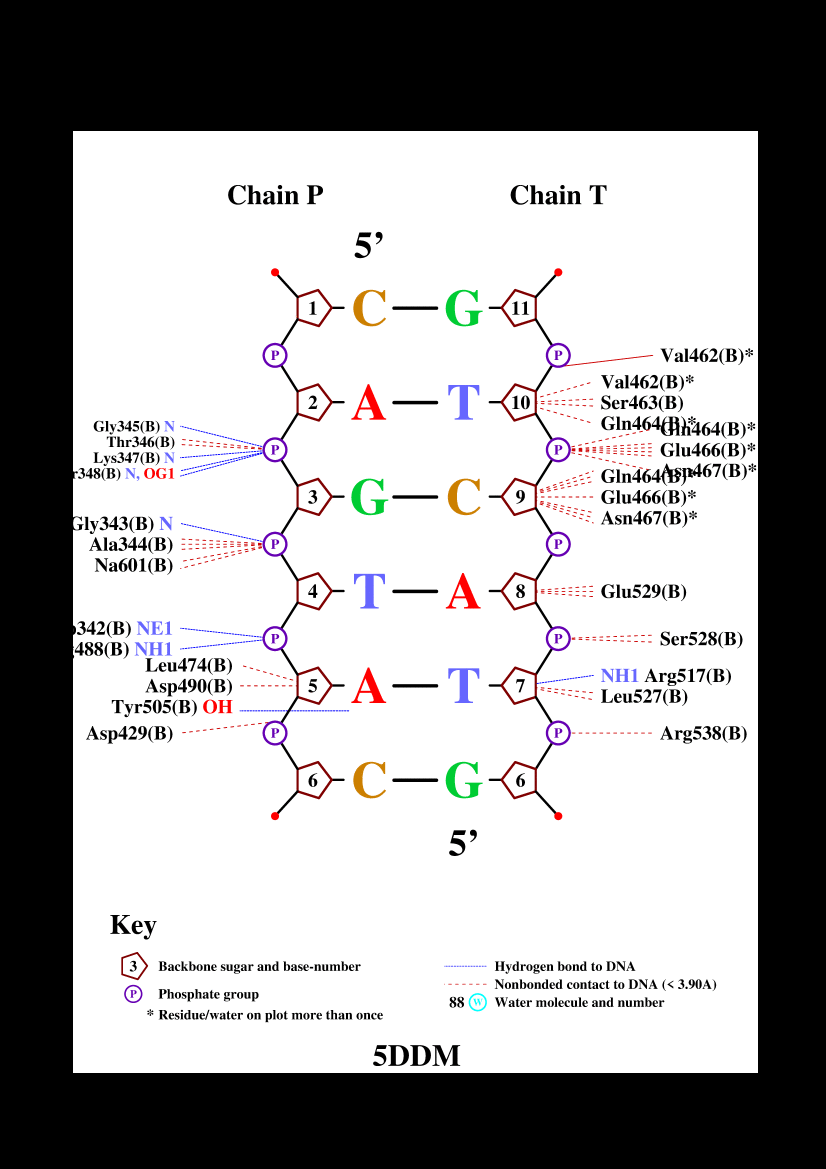 Chain P
Chain T
5’
1 C G 11
P P Val462(B)*
Val462(B)*
2 A T 10 Ser463(B)
Gln464(B)*
Gly345(B) N
Gln464(B)*
Thr346(B)
P P Glu466(B)*
Lys347(B) N
Asn467(B)*
r348(B) N, OG1
Gln464(B)*
3 G C 9 Glu466(B)*
Asn467(B)*
Gly343(B) N
Ala344(B) P P
Na601(B)
4 T A 8 Glu529(B)
p342(B) NE1
P P Ser528(B)
g488(B) NH1
Leu474(B)
NH1 Arg517(B)
Asp490(B) 5 A T 7
Leu527(B)
Tyr505(B) OH
Asp429(B) P P Arg538(B)
6 C G 6
5’
Key
3 Backbone sugar and base-number
P Phosphate group
* Residue/water on plot more than once
Hydrogen bond to DNA
Nonbonded contact to DNA (< 3.90A)
88 W Water molecule and number
5DDM